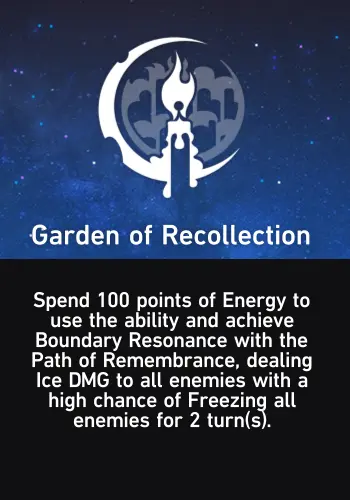 Garden of Recollection
Spend 100 points of Energy to
use the ability and achieve
Boundary Resonance with the
Path of Remembrance, dealing
Ice DMG to all enemies with a
high chance of Freezing all
enemies for 2 turn(s).